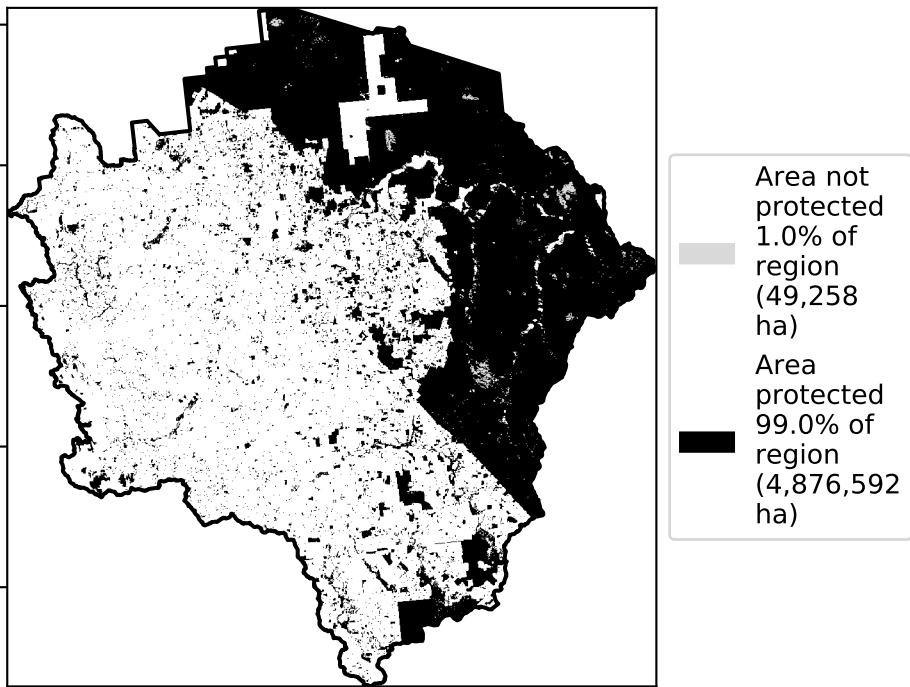 Area not
protected
1.0% of
region
(49,258
ha)
Area
protected
99.0% of
region
(4,876,592
ha)